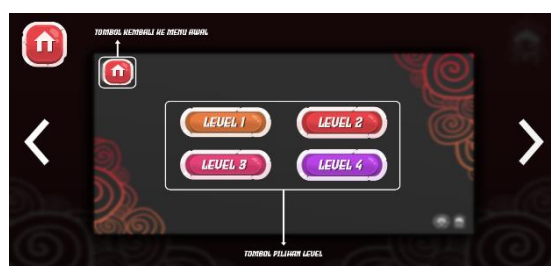 TOMBOL KEMBALI KE MENU AWAL
LEVEL 1
LEVEL 2
LEVEL 3
LEVEL 4
TOMBOL PILIHAN LEVEL